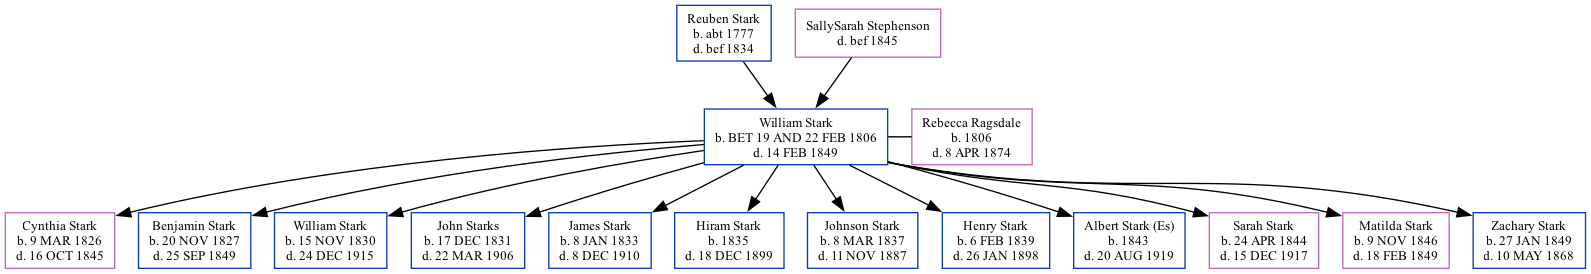 Reuben Stark
b. abt 1777
d. bef 1834
SallySarah Stephenson
d. bef 1845
William Stark
b. BET 19 AND 22 FEB 1806
d. 14 FEB 1849
Rebecca Ragsdale
b. 1806
d. 8 APR 1874
Cynthia Stark
b. 9 MAR 1826
d. 16 OCT 1845
Benjamin Stark
b. 20 NOV 1827
d. 25 SEP 1849
William Stark
b. 15 NOV 1830
d. 24 DEC 1915
John Starks
b. 17 DEC 1831
d. 22 MAR 1906
James Stark
b. 8 JAN 1833
d. 8 DEC 1910
Hiram Stark
b. 1835
d. 18 DEC 1899
Johnson Stark
b. 8 MAR 1837
d. 11 NOV 1887
Henry Stark
b. 6 FEB 1839
d. 26 JAN 1898
Albert Stark (Es)
b. 1843
d. 20 AUG 1919
Sarah Stark
b. 24 APR 1844
d. 15 DEC 1917
Matilda Stark
b. 9 NOV 1846
d. 18 FEB 1849
Zachary Stark
b. 27 JAN 1849
d. 10 MAY 1868